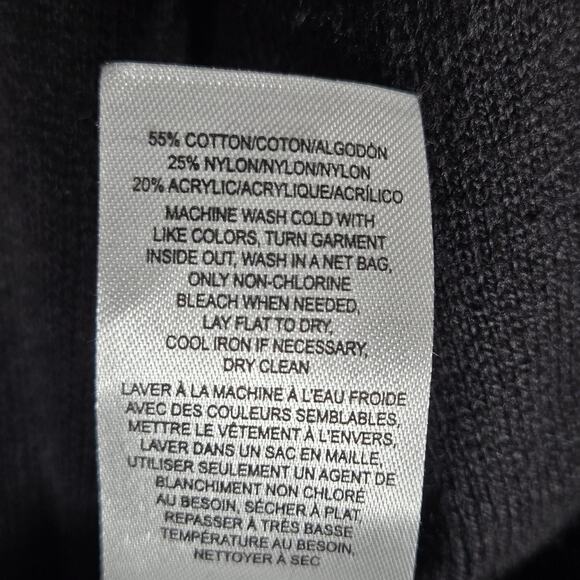 55% COTTON/COTON/ALGODÓN
25% NYLON/NYLON/NYLON
20% ACRYLIC/ACRYLIQUE/ACRÍLICO
MACHINE WASH COLD WITH
LIKE COLORS, TURN GARMENT
INSIDE OUT, WASH IN A NET BAG,
ONLY NON-CHLORINE
BLEACH WHEN NEEDED,
LAY FLAT TO DRY,
COOL IRON IF NECESSARY,
DRY CLEAN
LAVER À LA MACHINE À L'EAU FROIDE
AVEC DES COULEURS SEMBLABLES,
METTRE LE VÊTEMENT À L'ENVERS,
LAVER DANS UN SAC EN MAILLE,
UTILISER SEULEMENT UN AGENT DE
BLANCHIMENT NON CHLORÉ
AU BESOIN, SÉCHER À PLAT,
REPASSER À TRÈS BASSE
TEMPÉRATURE AU BESOIN,
NETTOYER À SEC